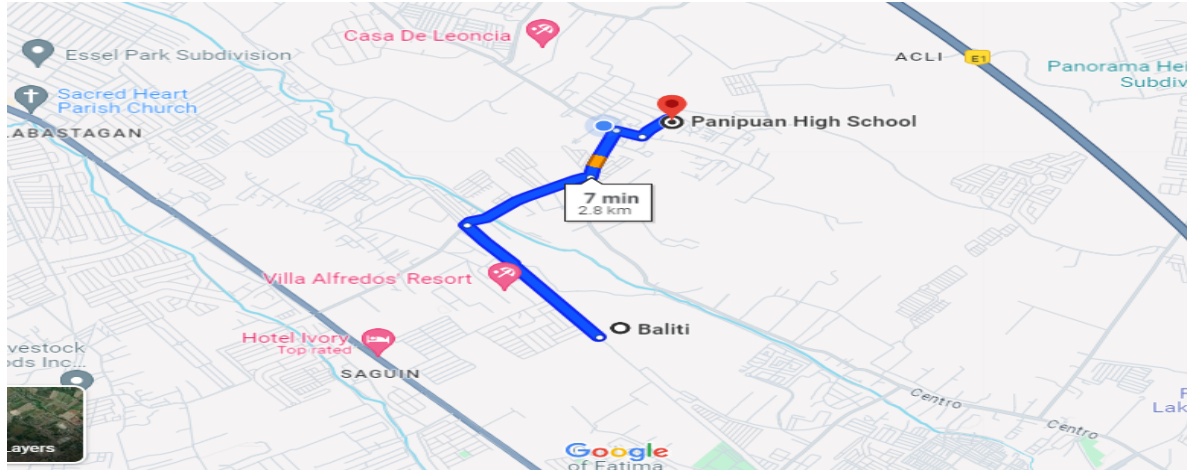 Casa De Leoncia
Essel Park Subdivision
ACLI
E1
Panorama Hei
Subdiv
Sacred Heart
Parish Church
LABASTAGAN
Panipuan High School
7 min
2.8 km
Villa Alfredos' Resort
Baliti
Hotel Ivory
Top rated
vestock
ds Inc...
SAGUIN
Centro
Centro
Lak
Layers
Google
of Fatima